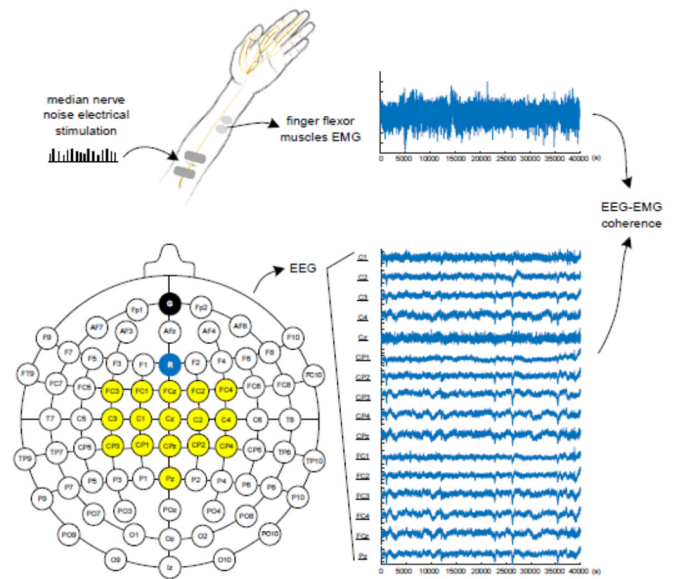 median nerve
noise electrical
stimulation
finger flexor
muscles EMG
0 5000 10000 15000 20000 25000 30000 35000 40000 (s)
EEG-EMG
coherence
EEG
G
Fp1 Fp2
AF7 AF3 AFz AF4 AF8
F9 F7 F5 F3 F1 R F2 F4 F6 F8 F10
FT9 FC7 FC5 FC3 FC1 FCz FC2 FC4 FC6 FC8
T7 C5 C3 C1 Cz C2 C4 C6 T8
TP9 TP7 CP5 CP3 CP1 CPz CP2 CP4 CP6 TP8 TP10
P9 P7 P5 P3 P1 Pz P2 P4 P6 P8 P10
PO9 PO7 PO3 POz PO4 PO8 PO10
O1 Oz O2
O9 Iz O10
C1
C2
C3
C4
Cz
CP1
CP2
CP3
CP4
CPz
FC1
FC2
FC3
FC4
FCz
Pz
0 5000 10000 15000 20000 25000 30000 35000 40000 (s)